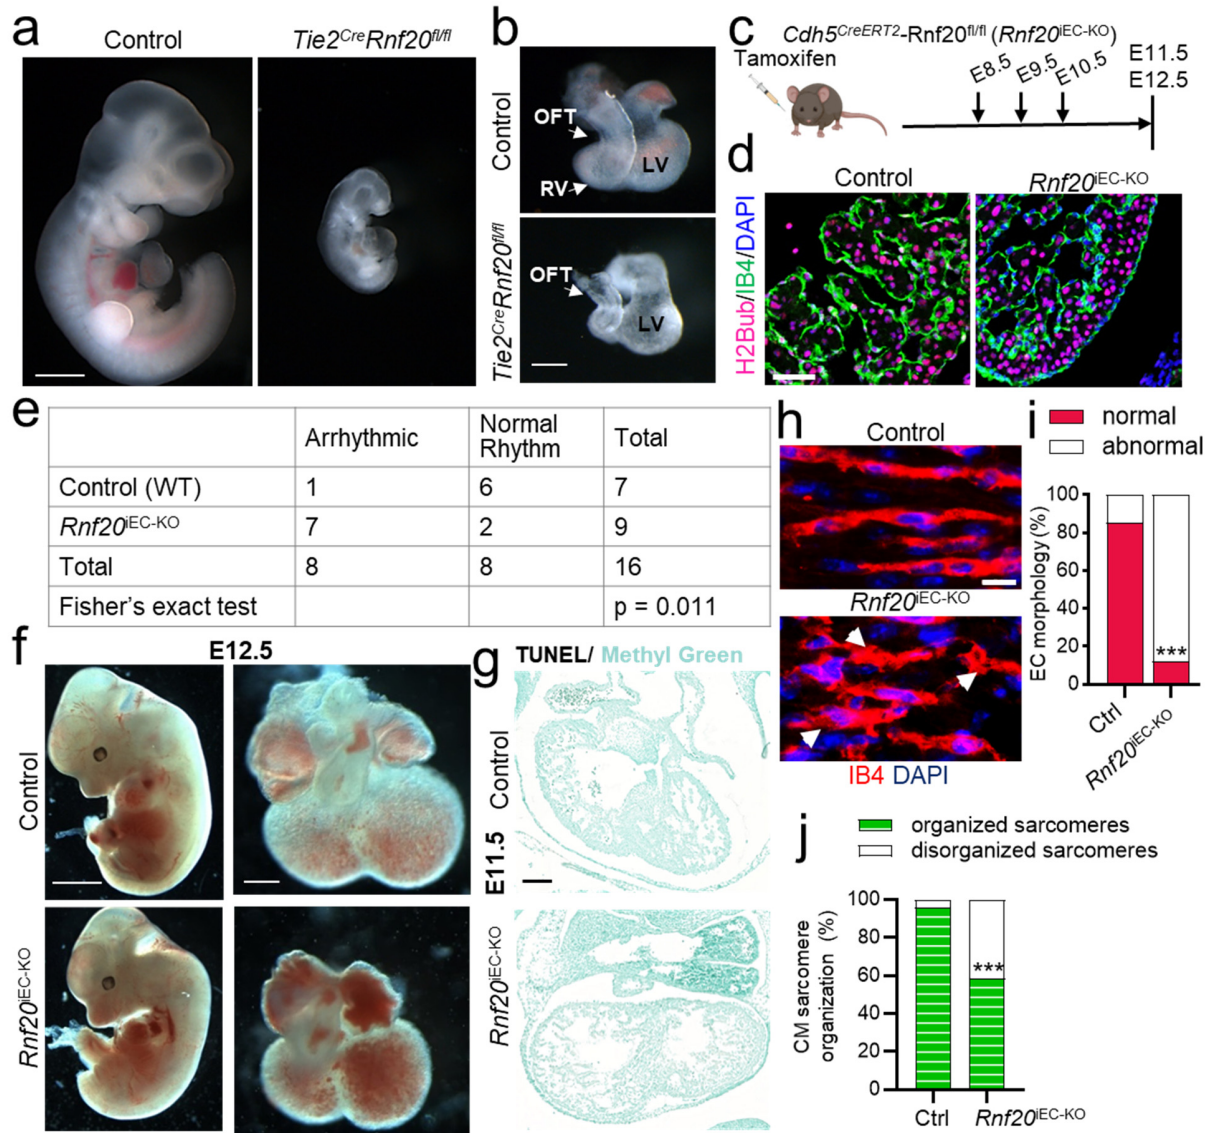 a
Control
Tie2CreRnf20fl/fl
b
Control
OFT
RV
LV
Tie2CreRnf20fl/fl
OFT
LV
c
Cdh5CreERT2-Rnf20fl/fl (Rnf20iEC-KO)
Tamoxifen
E8.5
E9.5
E10.5
E11.5
E12.5
d
Control
Rnf20iEC-KO
H2Bub/IB4/DAPI
e
Arrhythmic Normal Rhythm Total
Control (WT) 1 6 7
Rnf20iEC-KO 7 2 9
Total 8 8 16
Fisher's exact test p = 0.011
f
E12.5
Control
Rnf20iEC-KO
g
TUNEL/ Methyl Green
E11.5
Control
Rnf20iEC-KO
h
Control
Rnf20iEC-KO
IB4 DAPI
i
normal
abnormal
EC morphology (%)
100
80
60
40
20
0
***
Ctrl
Rnf20iEC-KO
j
organized sarcomeres
disorganized sarcomeres
CM sarcomere
organization (%)
100
80
60
40
20
0
***
Ctrl
Rnf20iEC-KO